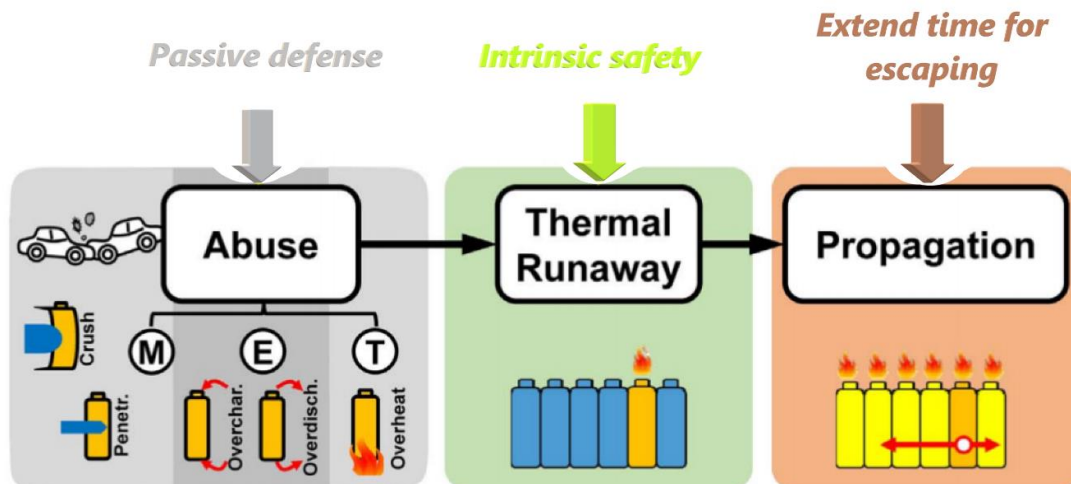 Passive defense
Intrinsic safety
Extend time for
escaping
Abuse
Thermal
Runaway
Propagation
M
E
T
Crush
Penetr.
Overchar.
Overdisch.
Overheat